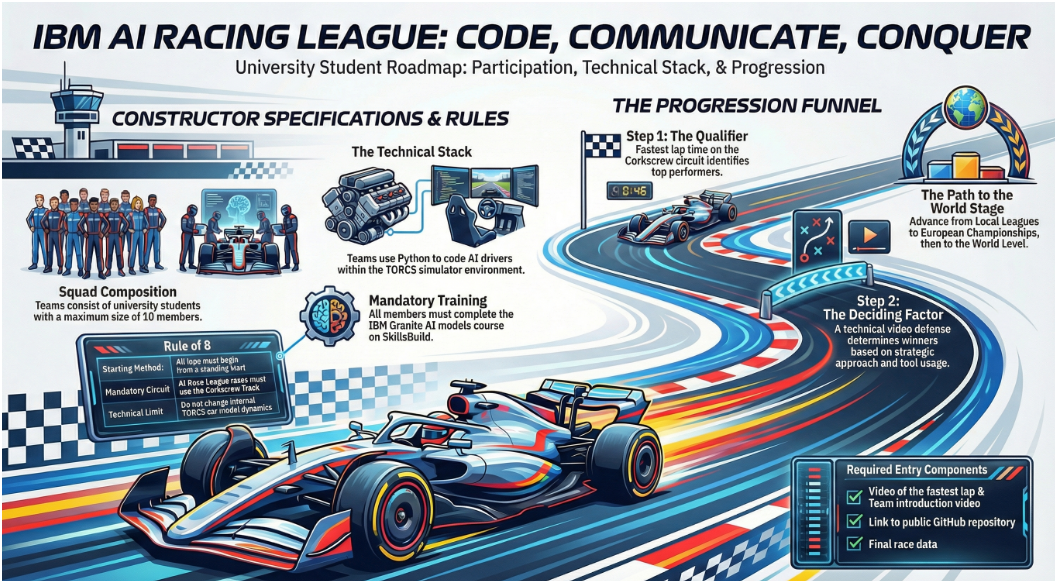 IBM AI RACING LEAGUE: CODE, COMMUNICATE, CONQUER
University Student Roadmap: Participation, Technical Stack, & Progression
CONSTRUCTOR SPECIFICATIONS & RULES
The Technical Stack
Teams use Python to code AI drivers
within the TORCS simulator environment.
Squad Composition
Teams consist of university students
with a maximum size of 10 members.
Mandatory Training
All members must complete the
IBM Granite AI models course
on SkillsBuild.
Rule of 8
Starting Method:
All lope must begin
from a standing
Mandatory Circuit
AI Rose League rases must
use the Corkscrew Track
Technical Limit
Do not change internal
TORCS car model dynamics
THE PROGRESSION FUNNEL
Step 1: The Qualifier
Fastest lap time on the
Corkscrew circuit identifies
top performers.
The Path to the
World Stage
Advance from Local Leagues
to European Championships,
then to the World Level.
Step 2:
The Deciding Factor
A technical video defense
determines winners
based on strategic
approach and tool usage.
Required Entry Components
Video of the fastest lap &
Team introduction video
Link to public GitHub repository
Final race data